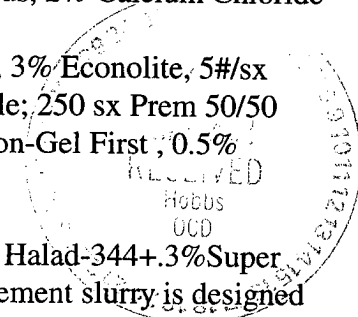 2% Calcium Chloride
, 3% Econolite, 5#/sx
le; 250 sx Prem 50/50
on-Gel First , 0.5%
RECEIVED
Hobbs
OCD
Halad-344+.3%Super
ement slurry is designed